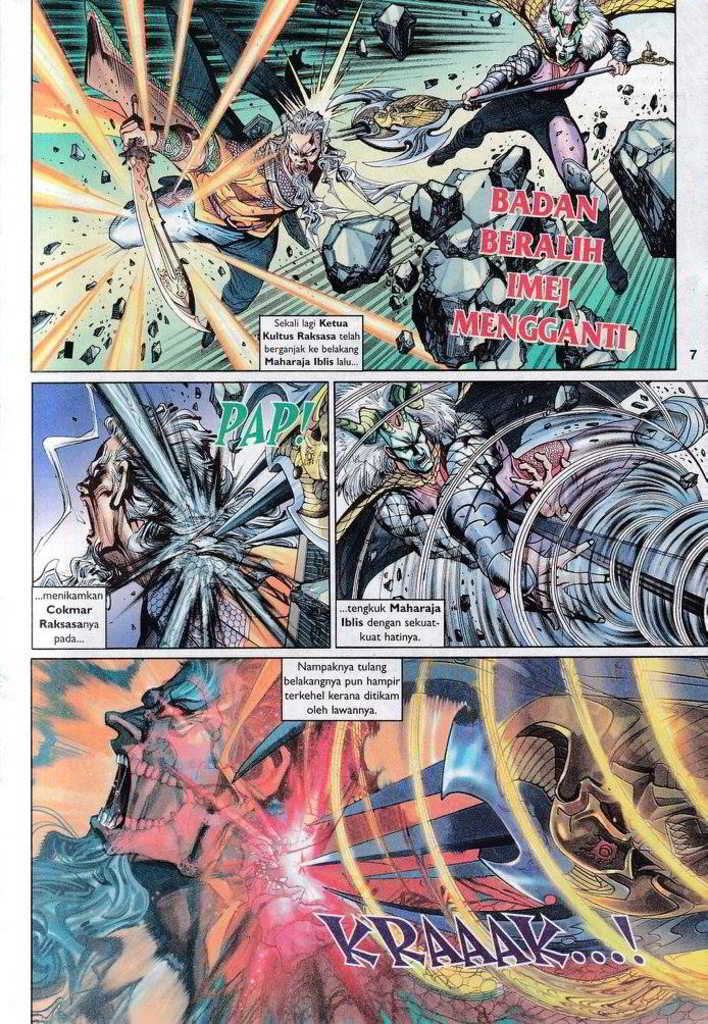 BADAN
BERALIH
IMEJ
MENGGANTI
Sekali lagi Ketua
Kultus Raksasa telah
berganjak ke belakang
Maharaja Iblis lalu...
7
PAP!
...menikamkan
Cokmar
Raksasanya
pada...
...tengkuk Maharaja
Iblis dengan sekuat-
kuat hatinya.
Nampaknya tulang
belakangnya pun hampir
terkehel kerana ditikam
oleh lawannya.
KRAAAK...!